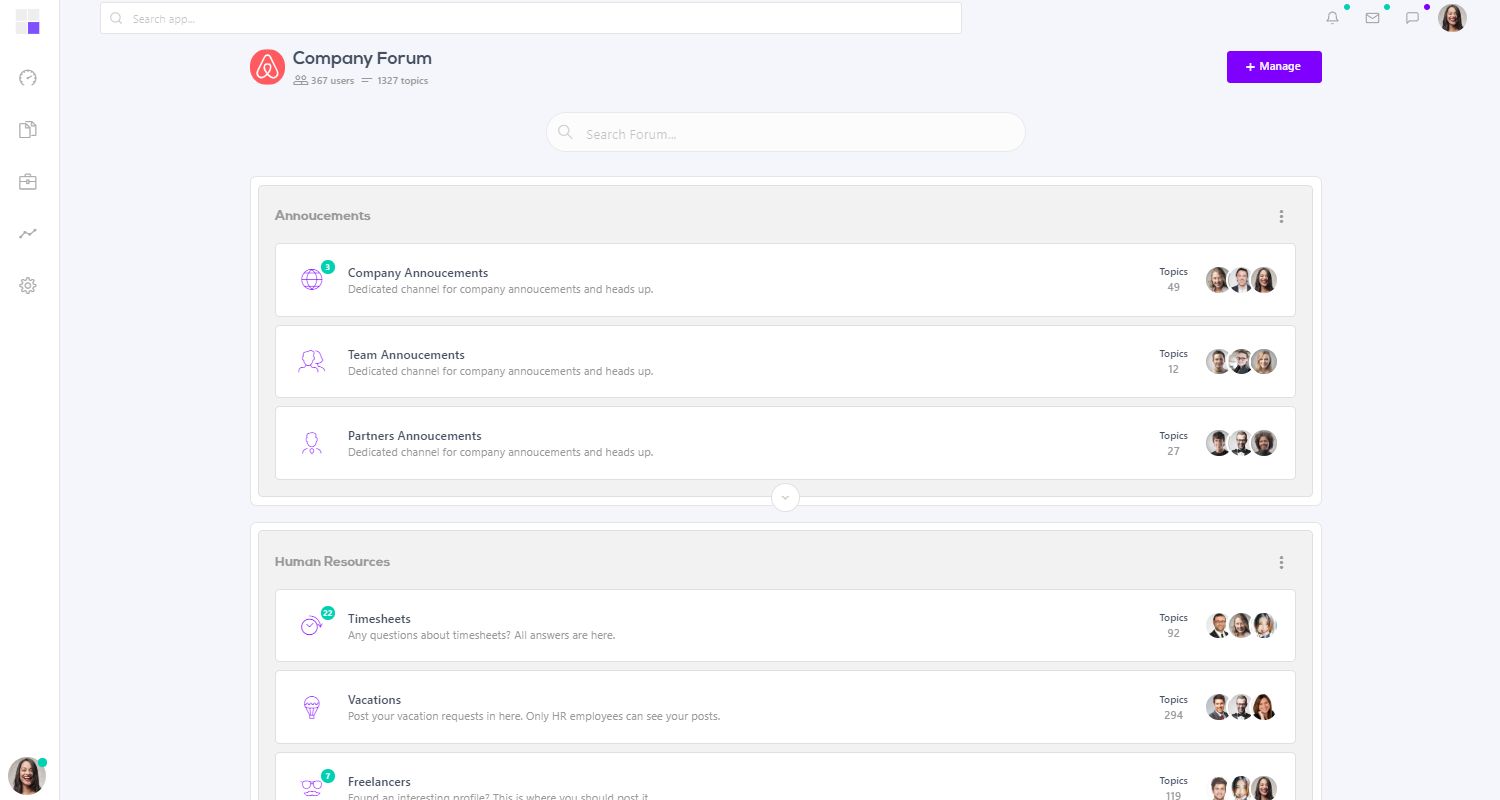 Search app...
Company Forum
367 users 1327 topics
+ Manage
Search Forum...
Annoucements
3
Company Annoucements
Dedicated channel for company annoucements and heads up.
Topics
49
Team Annoucements
Dedicated channel for company annoucements and heads up.
Topics
12
Partners Annoucements
Dedicated channel for company annoucements and heads up.
Topics
27
Human Resources
22
Timesheets
Any questions about timesheets? All answers are here.
Topics
92
Vacations
Post your vacation requests in here. Only HR employees can see your posts.
Topics
294
7
Freelancers
Found an interesting profile? This is where you should post it.
Topics
119